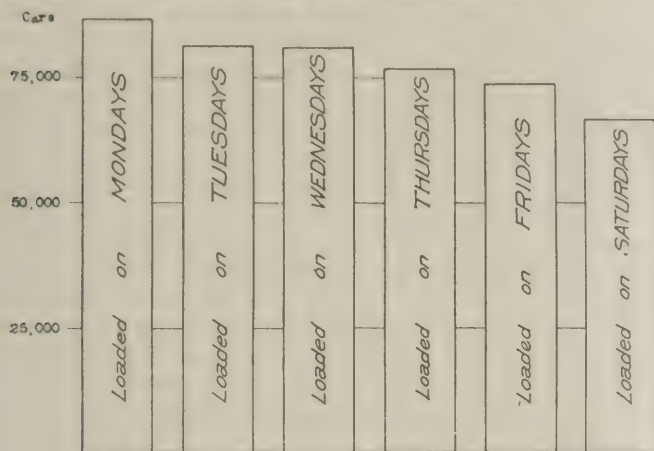 Cars
75,000
50,000
25,000
Loaded on MONDAYS
Loaded on TUESDAYS
Loaded on WEDNESDAYS
Loaded on THURSDAYS
Loaded on FRIDAYS
Loaded on SATURDAYS